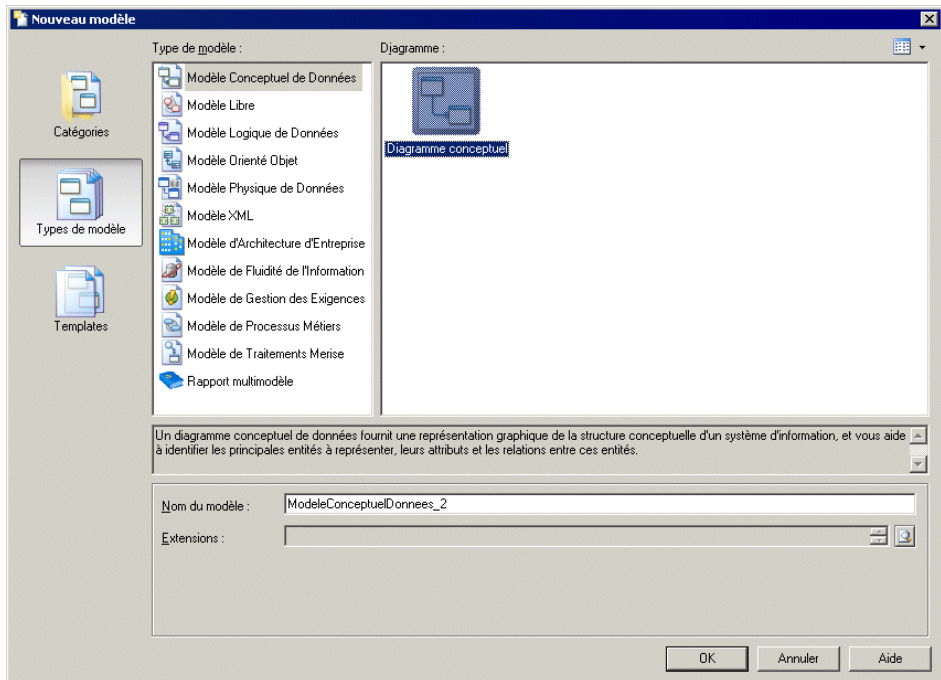 Nouveau modèle
Type de modèle :
Diagramme :
Catégories
Types de modèle
Templates
Modèle Conceptuel de Données
Modèle Libre
Modèle Logique de Données
Modèle Orienté Objet
Modèle Physique de Données
Modèle XML
Modèle d'Architecture d'Entreprise
Modèle de Fluidité de l'Information
Modèle de Gestion des Exigences
Modèle de Processus Métiers
Modèle de Traitements Merise
Rapport multimodèle
Diagramme conceptuel
Un diagramme conceptuel de données fournit une représentation graphique de la structure conceptuelle d'un système d'information, et vous aide
à identifier les principales entités à représenter, leurs attributs et les relations entre ces entités.
Nom du modèle :
ModeleConceptuelDonnees_2
Extensions :
OK
Annuler
Aide